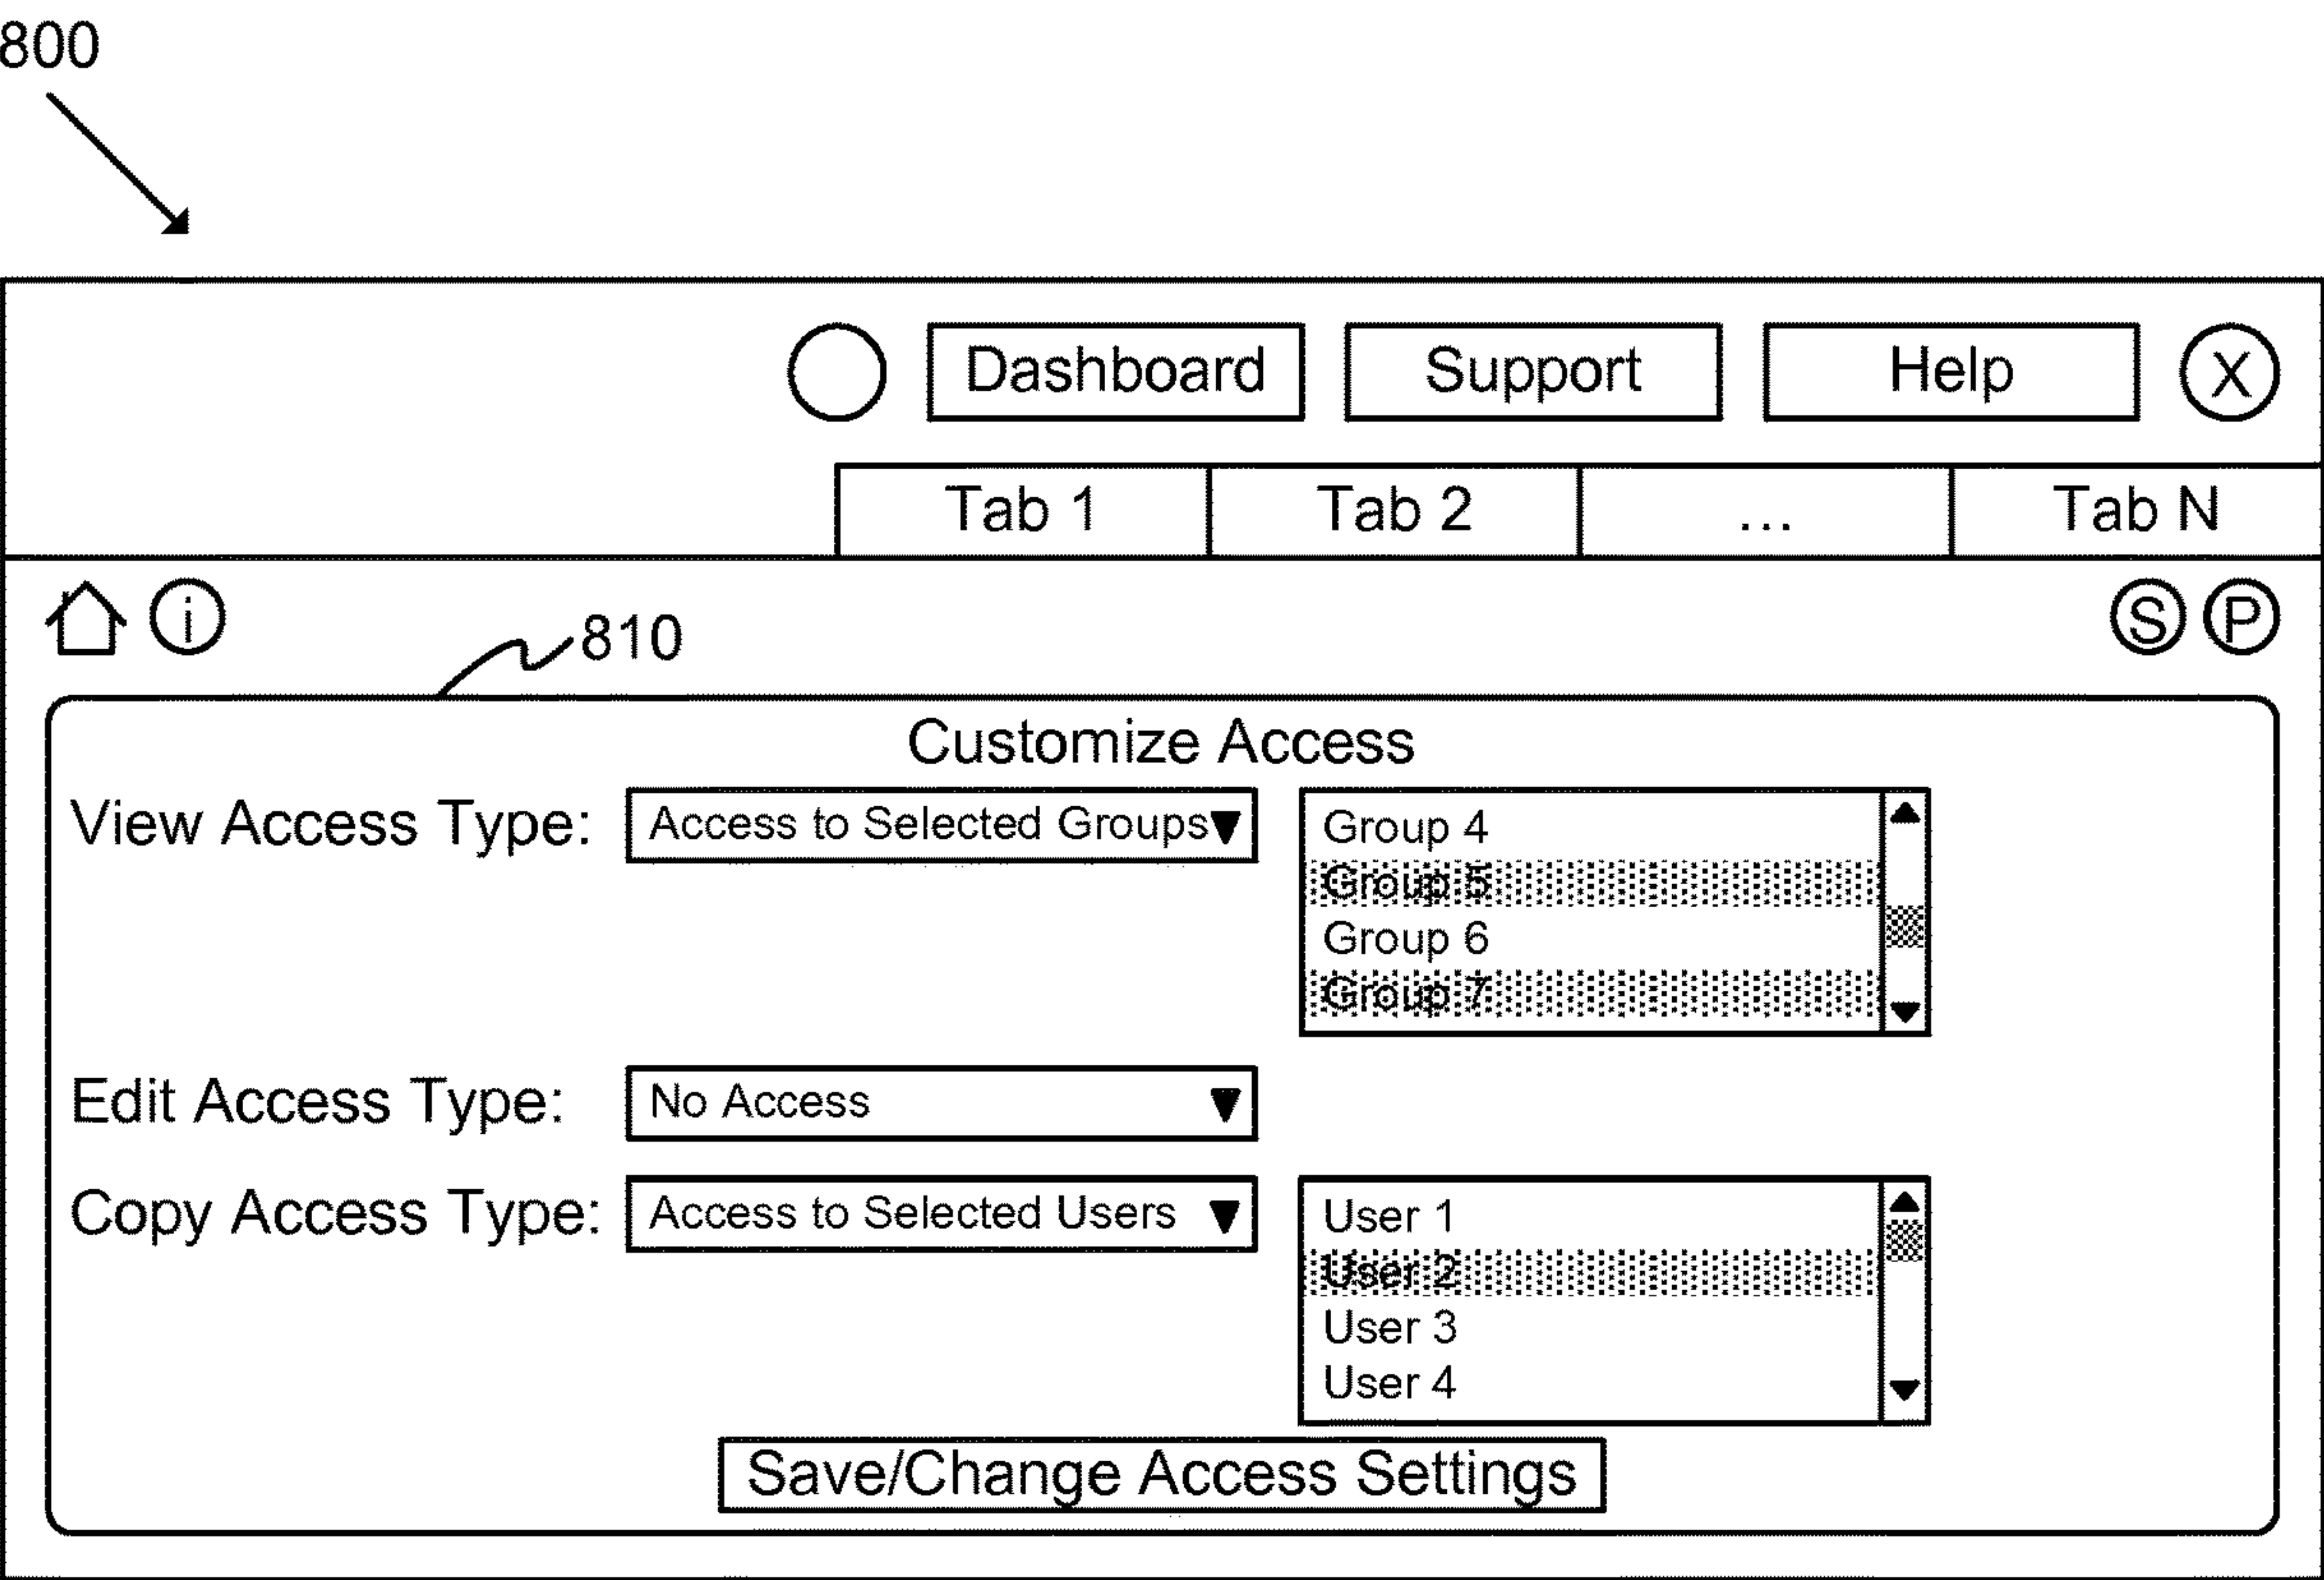 800
Dashboard Support Help X
Tab 1 Tab 2 ... Tab N
i S P
810
Customize Access
View Access Type: Access to Selected Groups
Group 4
Group 5
Group 6
Group 7
Edit Access Type: No Access
Copy Access Type: Access to Selected Users
User 1
User 2
User 3
User 4
Save/Change Access Settings